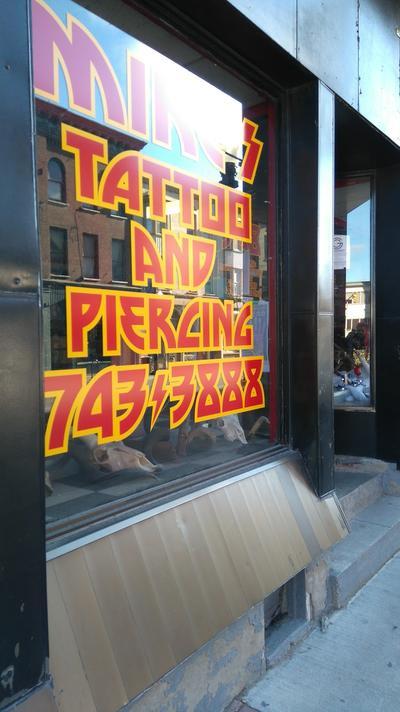 TATTOO
AND
PIERCING
743-3888